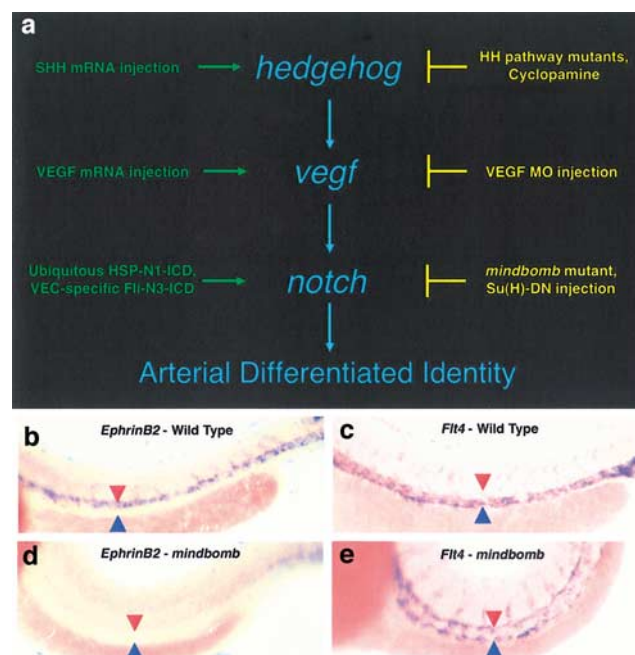 a
SHH mRNA injection
hedgehog
HH pathway mutants,
Cyclopamine
VEGF mRNA injection
vegf
VEGF MO injection
Ubiquitous HSP-N1-ICD,
VEC-specific Fli-N3-ICD
notch
mindbomb mutant,
Su(H)-DN injection
Arterial Differentiated Identity
b EphrinB2 - Wild Type
c Flt4 - Wild Type
d EphrinB2 - mindbomb
e Flt4 - mindbomb